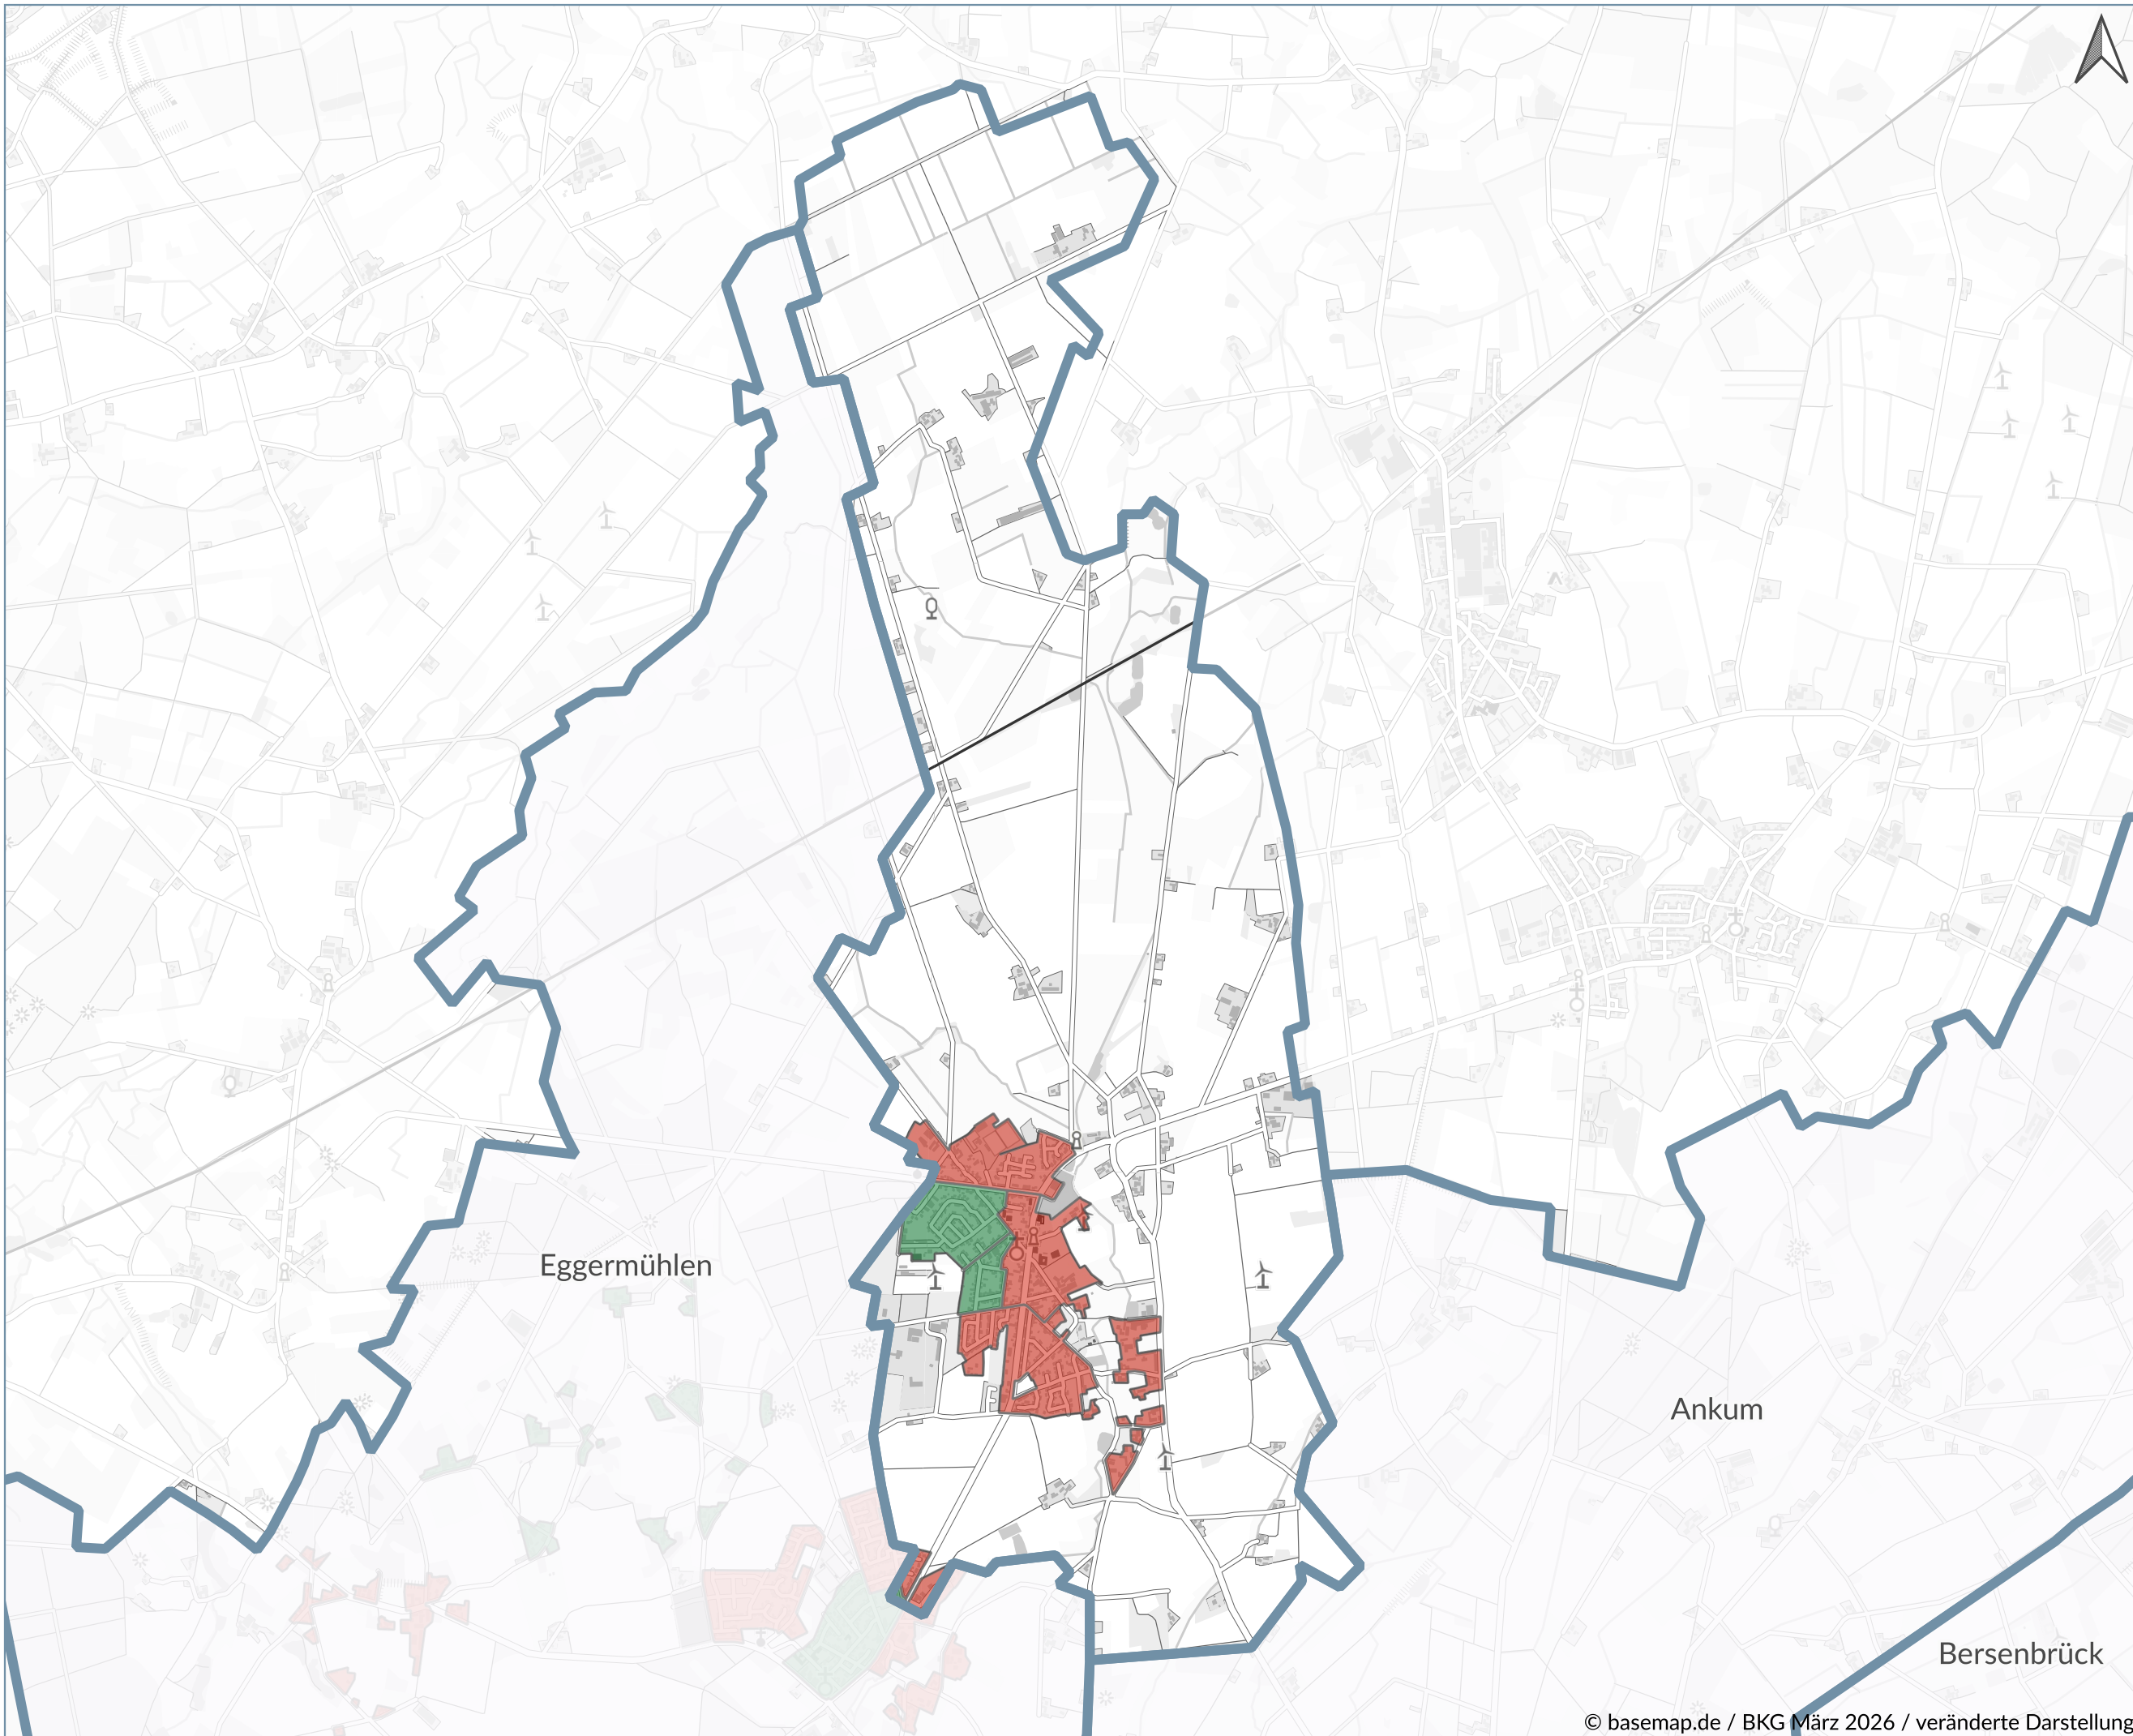 Eggermühlen
Ankum
Bersenbrück
© basemap.de / BKG März 2026 / veränderte Darstellung